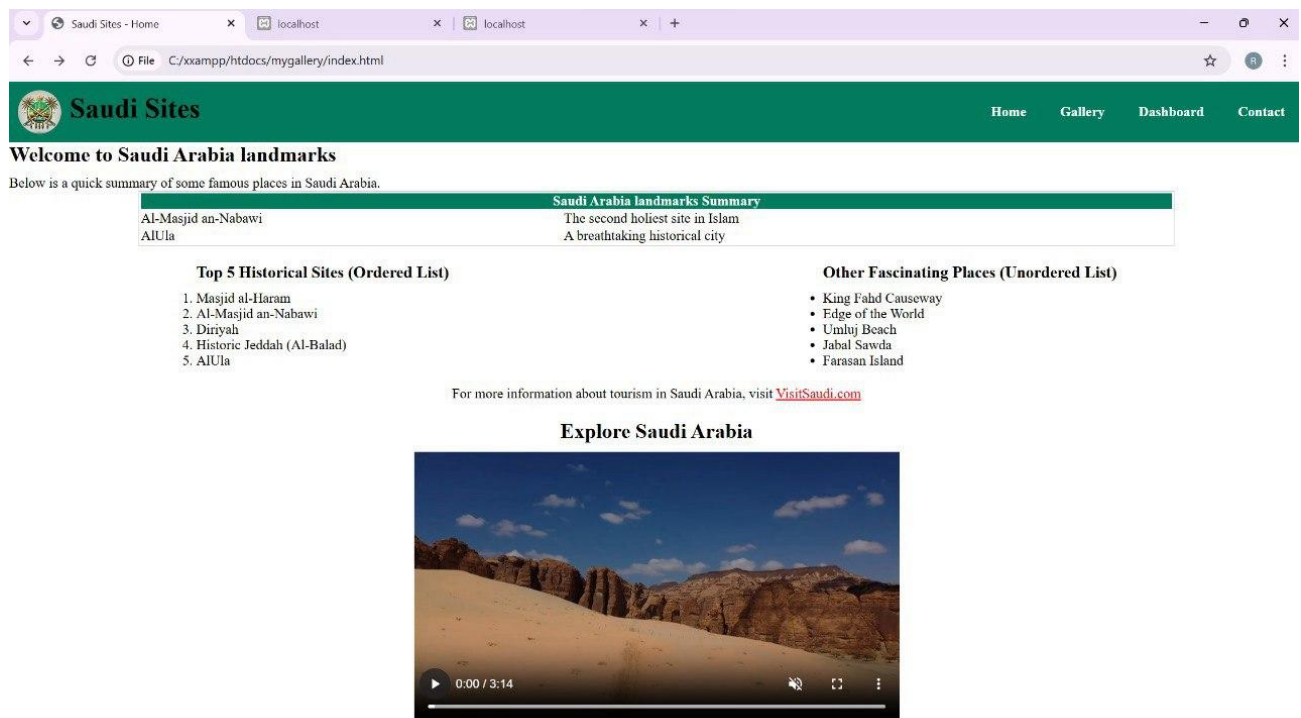 Saudi Sites - Home
localhost
localhost
File C:/xxampp/htdocs/mygallery/index.html
R
Saudi Sites
Home Gallery Dashboard Contact
Welcome to Saudi Arabia landmarks
Below is a quick summary of some famous places in Saudi Arabia.
Saudi Arabia landmarks Summary
Al-Masjid an-Nabawi The second holiest site in Islam
AlUla A breathtaking historical city
Top 5 Historical Sites (Ordered List)
1. Masjid al-Haram
2. Al-Masjid an-Nabawi
3. Diriyah
4. Historic Jeddah (Al-Balad)
5. AlUla
Other Fascinating Places (Unordered List)
• King Fahd Causeway
• Edge of the World
• Umluj Beach
• Jabal Sawda
• Farasan Island
For more information about tourism in Saudi Arabia, visit VisitSaudi.com
Explore Saudi Arabia
0:00 / 3:14